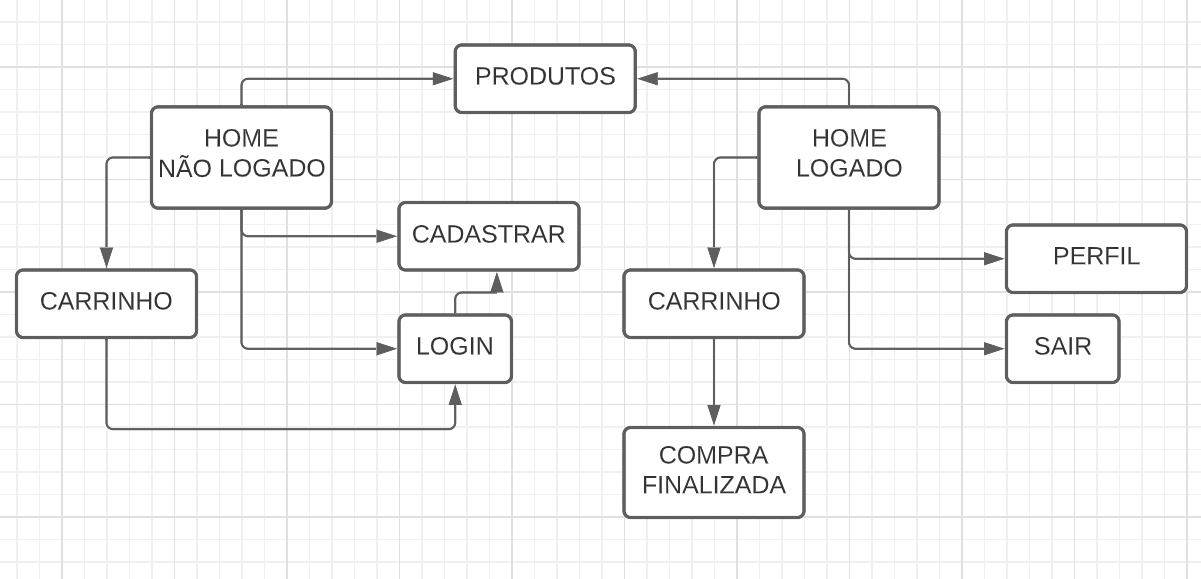 PRODUTOS
HOME
NÃO LOGADO
HOME
LOGADO
CADASTRAR
PERFIL
CARRINHO
CARRINHO
LOGIN
SAIR
COMPRA
FINALIZADA